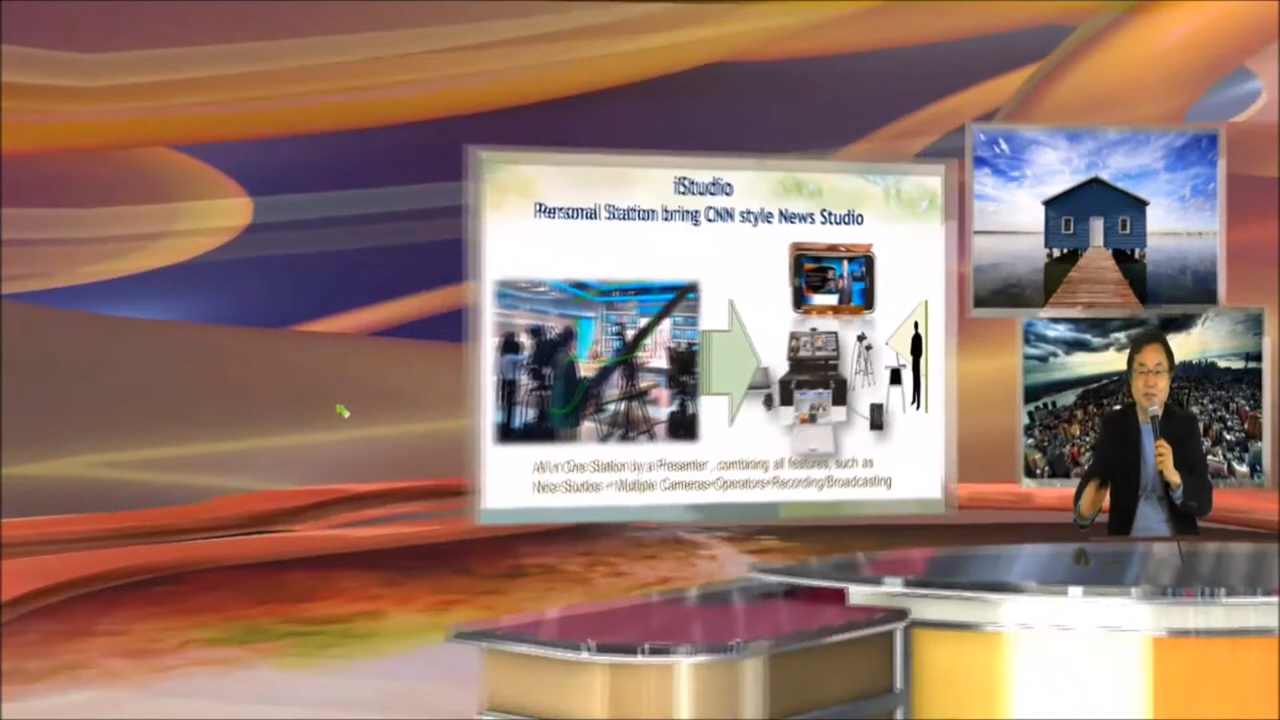 iStudio
Personal Station bring CNN style News Studio
All in One Station by a Presenter , combining all features, such as
Nice Studios + Multiple Cameras+Operators+Recording/Broadcasting